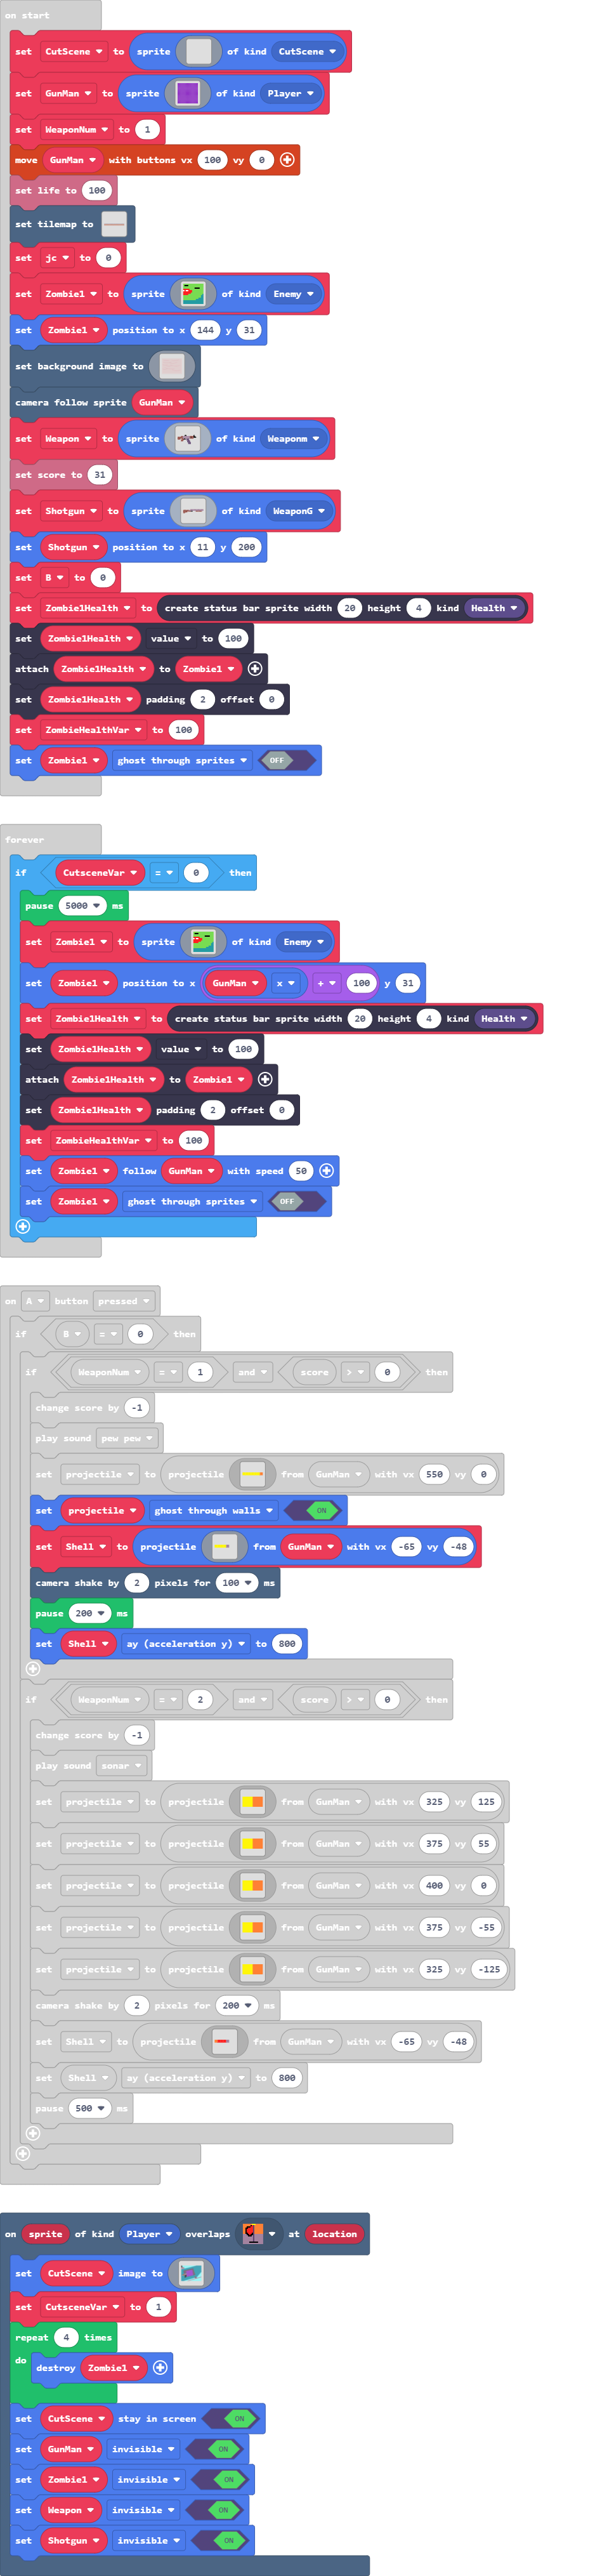 on start
set CutScene to sprite of kind CutScene
set GunMan to sprite of kind Player
set WeaponNum to 1
move GunMan with buttons vx 100 vy 0
set life to 100
set tilemap to
set jc to 0
set Zombie1 to sprite of kind Enemy
set Zombie1 position to x 144 y 31
set background image to
camera follow sprite GunMan
set Weapon to sprite of kind Weaponm
set score to 31
set Shotgun to sprite of kind WeaponG
set Shotgun position to x 11 y 200
set B to 0
set Zombie1Health to create status bar sprite width 20 height 4 kind Health
set Zombie1Health value to 100
attach Zombie1Health to Zombie1
set Zombie1Health padding 2 offset 0
set ZombieHealthVar to 100
set Zombie1 ghost through sprites OFF
forever
if CutsceneVar = 0 then
pause 5000 ms
set Zombie1 to sprite of kind Enemy
set Zombie1 position to x GunMan x + 100 y 31
set Zombie1Health to create status bar sprite width 20 height 4 kind Health
set Zombie1Health value to 100
attach Zombie1Health to Zombie1
set Zombie1Health padding 2 offset 0
set ZombieHealthVar to 100
set Zombie1 follow GunMan with speed 50
set Zombie1 ghost through sprites OFF
on A button pressed
if B = 0 then
if WeaponNum = 1 and score > 0 then
change score by -1
play sound pew pew
set projectile to projectile from GunMan with vx 550 vy 0
set projectile ghost through walls ON
set Shell to projectile from GunMan with vx -65 vy -48
camera shake by 2 pixels for 100 ms
pause 200 ms
set Shell ay (acceleration y) to 800
if WeaponNum = 2 and score > 0 then
change score by -1
play sound sonar
set projectile to projectile from GunMan with vx 325 vy 125
set projectile to projectile from GunMan with vx 375 vy 55
set projectile to projectile from GunMan with vx 400 vy 0
set projectile to projectile from GunMan with vx 375 vy -55
set projectile to projectile from GunMan with vx 325 vy -125
camera shake by 2 pixels for 200 ms
set Shell to projectile from GunMan with vx -65 vy -48
set Shell ay (acceleration y) to 800
pause 500 ms
on sprite of kind Player overlaps at location
set CutScene image to
set CutsceneVar to 1
repeat 4 times
do destroy Zombie1
set CutScene stay in screen ON
set GunMan invisible ON
set Zombie1 invisible ON
set Weapon invisible ON
set Shotgun invisible ON